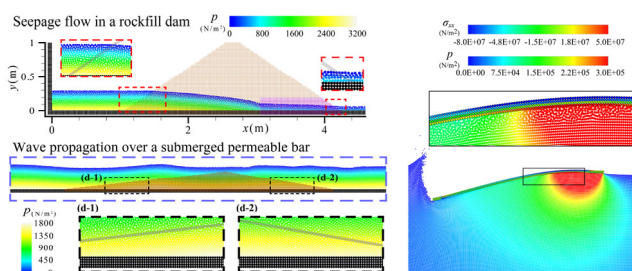 Seepage flow in a rockfill dam
p
(N/m²)
0 800 1600 2400 3200
1
y(m)
0.5
0
0 2 x(m) 4
Wave propagation over a submerged permeable bar
(d-1) (d-2)
p (N/m²)
1800
1350
900
450
0
(d-1) (d-2)
σxx
(N/m2)
-8.0E+07 -4.8E+07 -1.5E+07 1.7E+07 5.0E+07
p
(N/m2)
0.0E+00 7.5E+04 1.5E+05 2.2E+05 3.0E+05